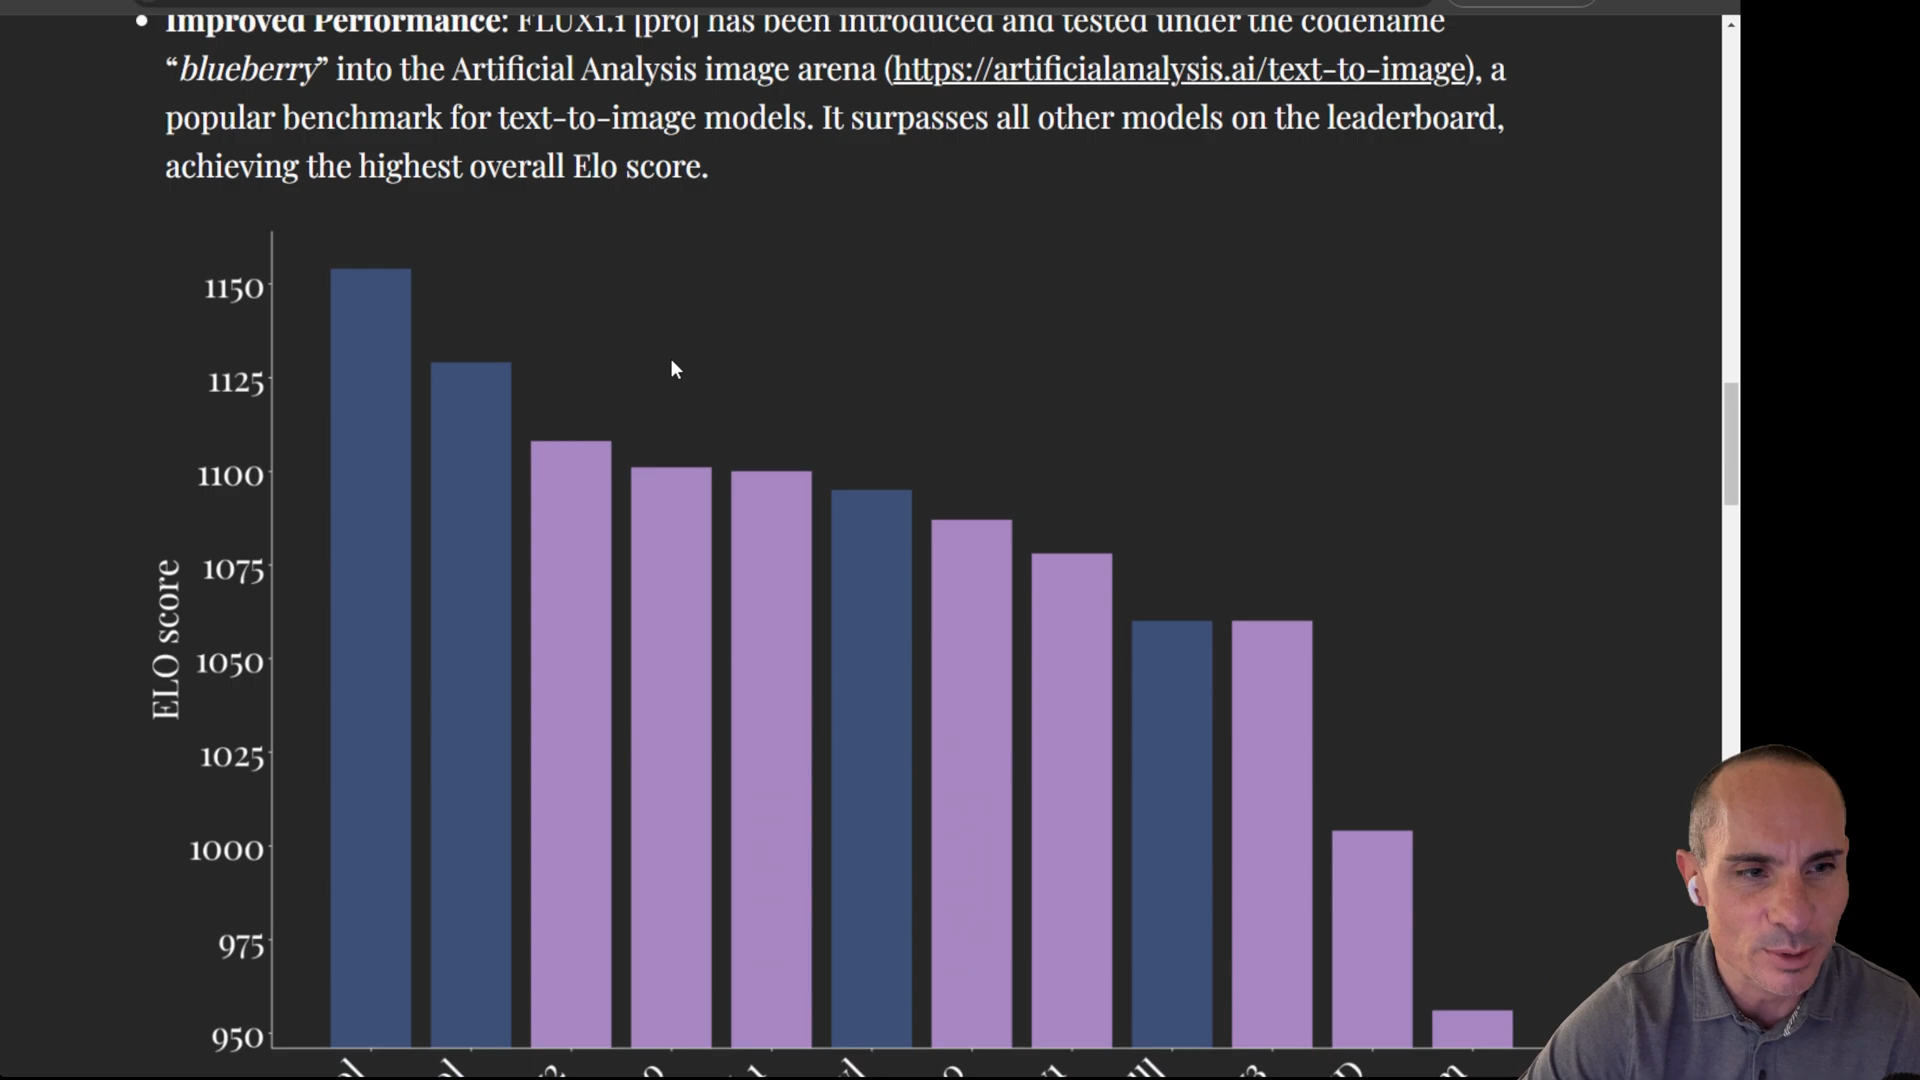 • Improved Performance: FLUX1.1 [pro] has been introduced and tested under the codename
“blueberry” into the Artificial Analysis image arena (https://artificialanalysis.ai/text-to-image), a
popular benchmark for text-to-image models. It surpasses all other models on the leaderboard,
achieving the highest overall Elo score.
1150
1125
1100
1075
1050
1025
1000
975
950
ELO score